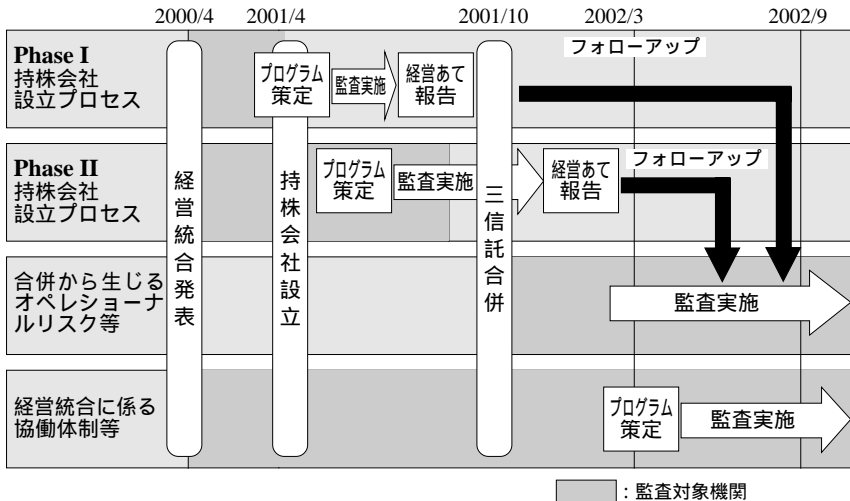 2000/4
2001/4
2001/10
2002/3
2002/9
Phase I
持株会社
設立プロセス
プログラム
策定
監査実施
経営あて
報告
フォローアップ
Phase II
持株会社
設立プロセス
プログラム
策定
監査実施
経営あて
報告
フォローアップ
経営統合発表
持株会社設立
三信託合併
合併から生じる
オペレショーナ
ルリスク等
監査実施
経営統合に係る
協働体制等
プログラム
策定
監査実施
：監査対象機関